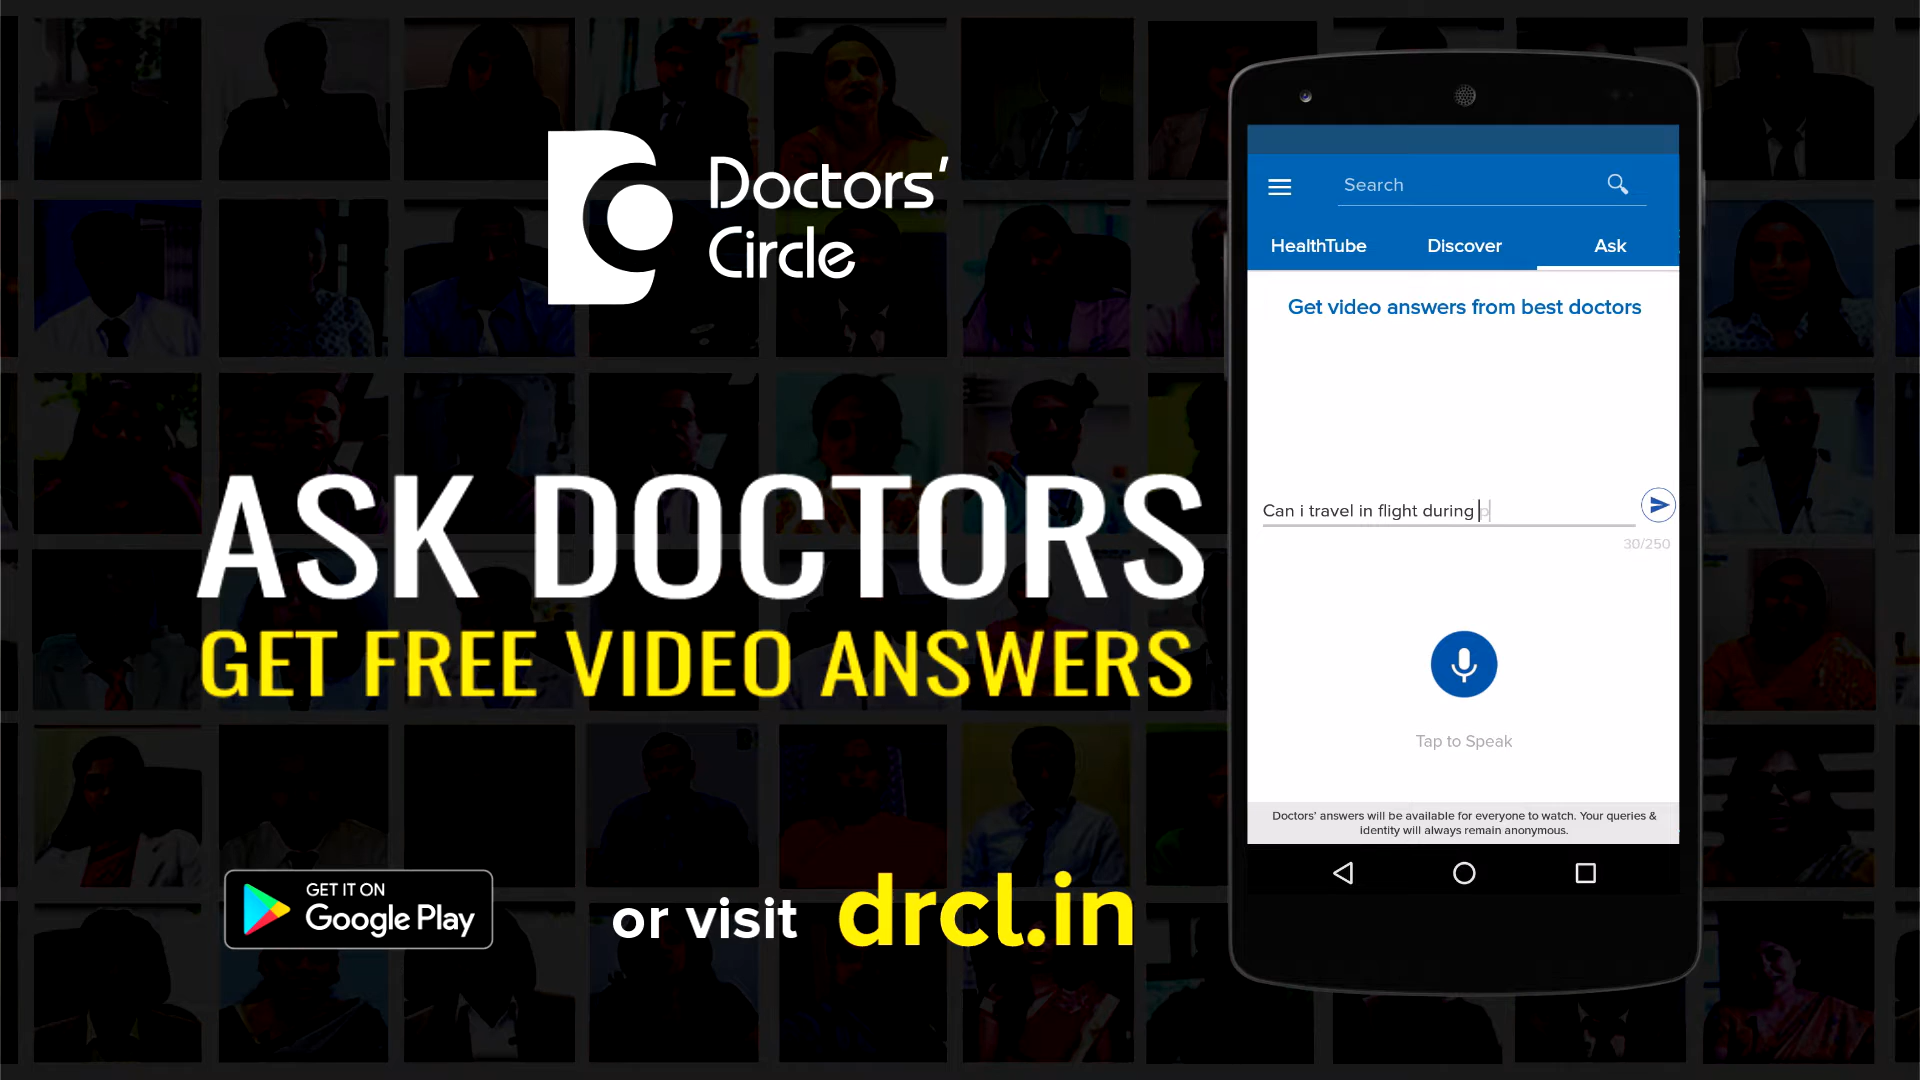 Doctors'
Circle
ASK DOCTORS
GET FREE VIDEO ANSWERS
GET IT ON
Google Play
or visit drcl.in
Search
HealthTube Discover Ask
Get video answers from best doctors
Can i travel in flight during p
30/250
Tap to Speak
Doctors' answers will be available for everyone to watch. Your queries &
identity will always remain anonymous.